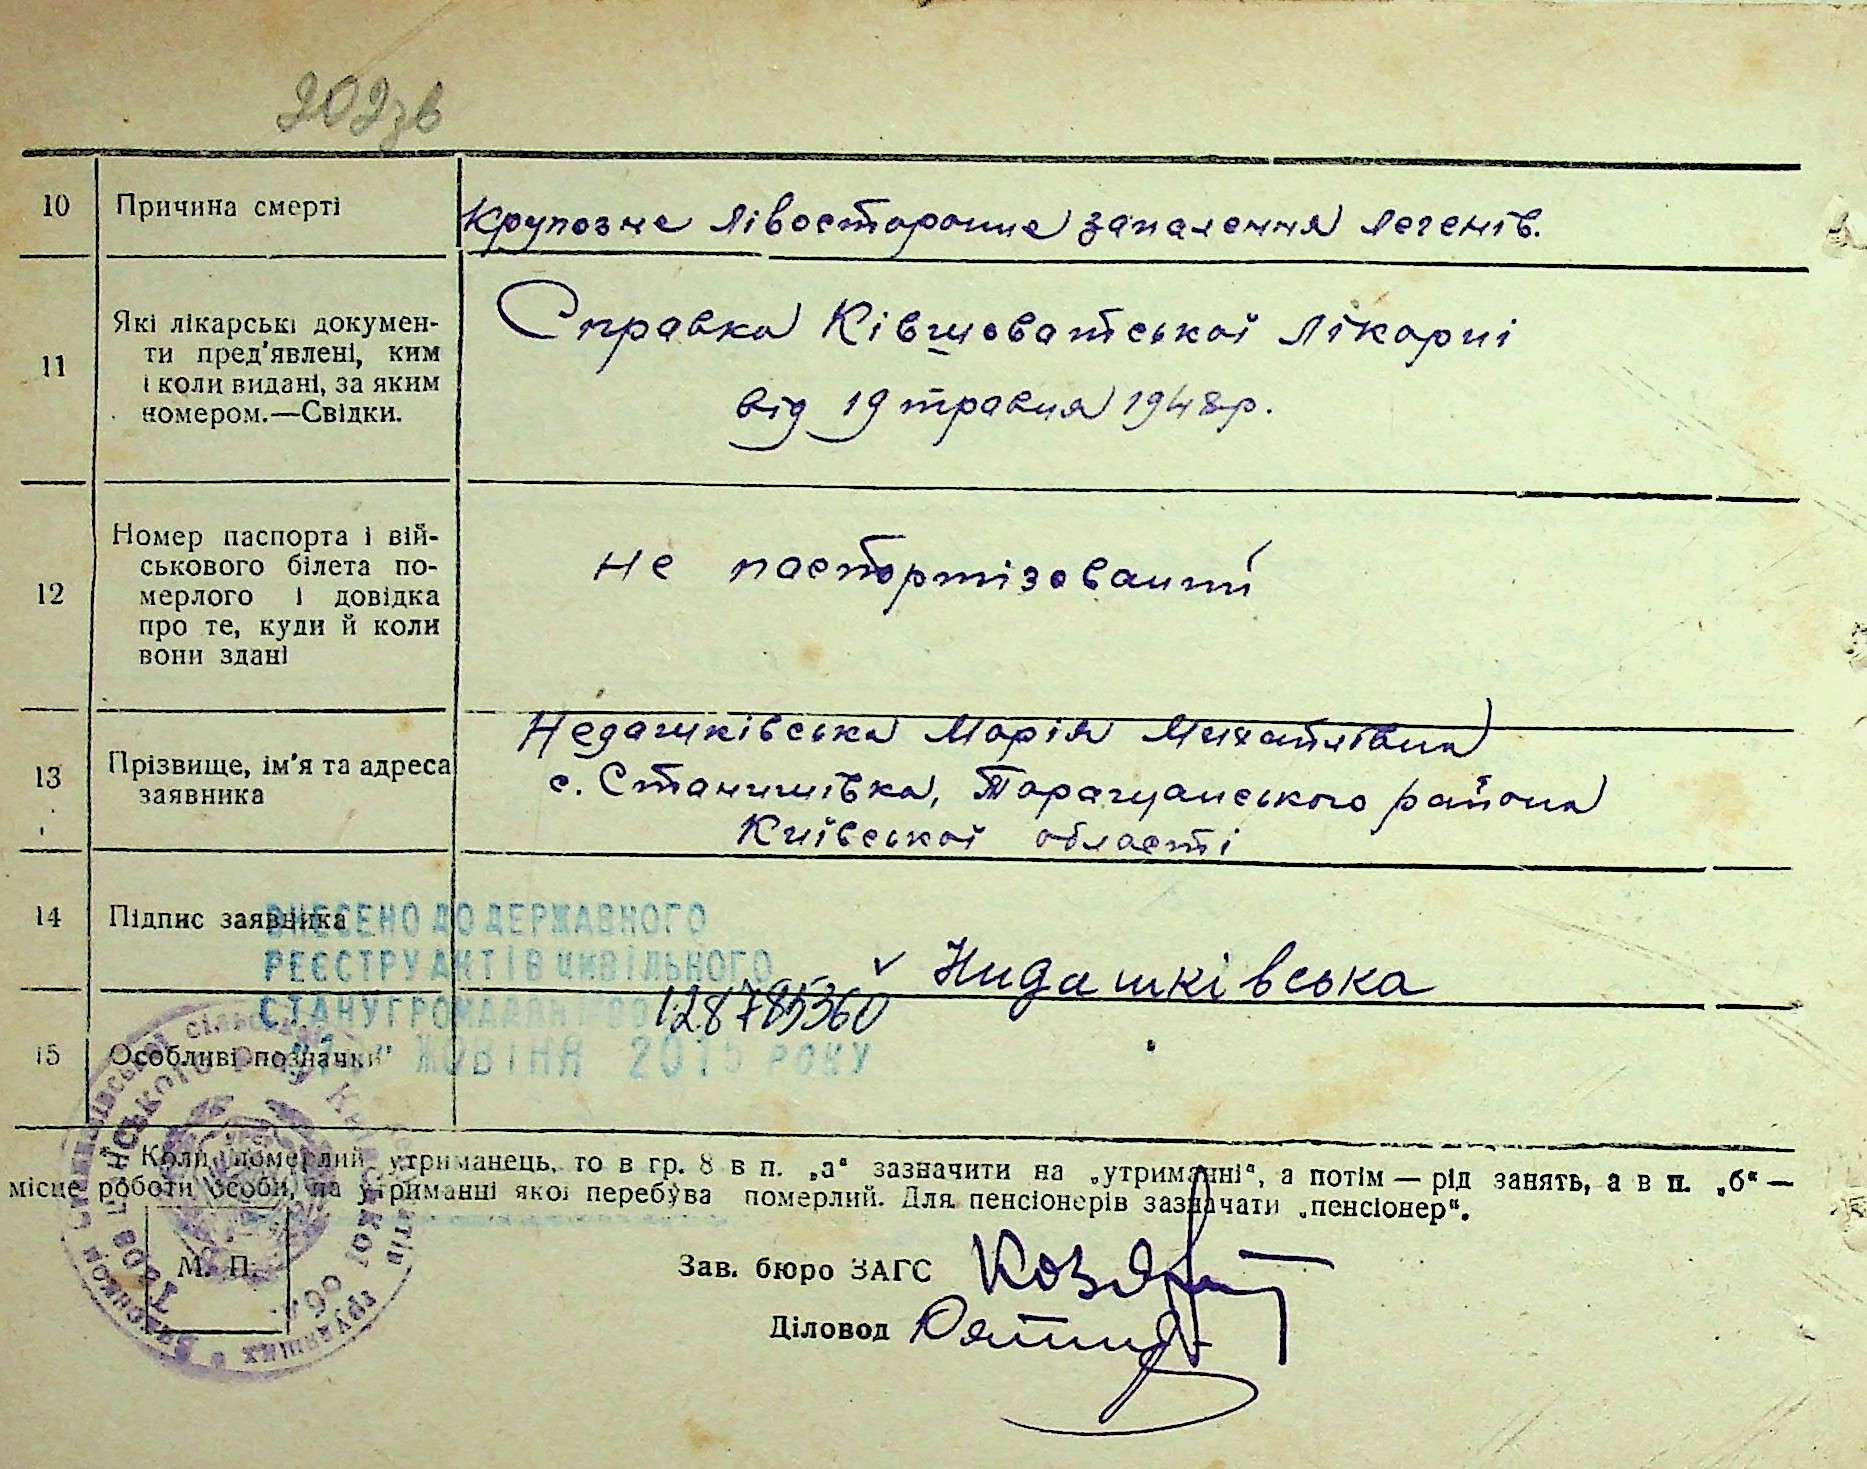 202зв
10 Причина смерті Крупозне лівосторонне запалення легенів.
11 Які лікарські докумен-
ти пред'явлені, ким
і коли видані, за яким
номером.—Свідки.
Справка Ківшоватської лікарні
від 19 травня 1948р.
12 Номер паспорта і вій-
ськового білета по-
мерлого і довідка
про те, куди й коли
вони здані
не паспортізований
13 Прізвище, ім'я та адреса
заявника
Недашківська Марія Михайлівна
с. Станишівка, Таращанського району
Київської області
14 Підпис заявника
v Нидашківська
ВНЕСЕНО ДО ДЕРЖАВНОГО
РЕЄСТРУ АКТІВ ЦИВІЛЬНОГО
СТАНУ ГРОМАДЯН
128785360
ЖОВТНЯ 2015 РОКУ
15 Особливі позначки
Коли померлий утриманець, то в гр. 8 в п. „а“ зазначити на „утриманні“, а потім — рід занять, а в п. „б“ —
місце роботи особи, на утриманні якої перебува померлий. Для пенсіонерів зазначати „пенсіонер“.
М. П.
Зав. бюро ЗАГС
Діловод